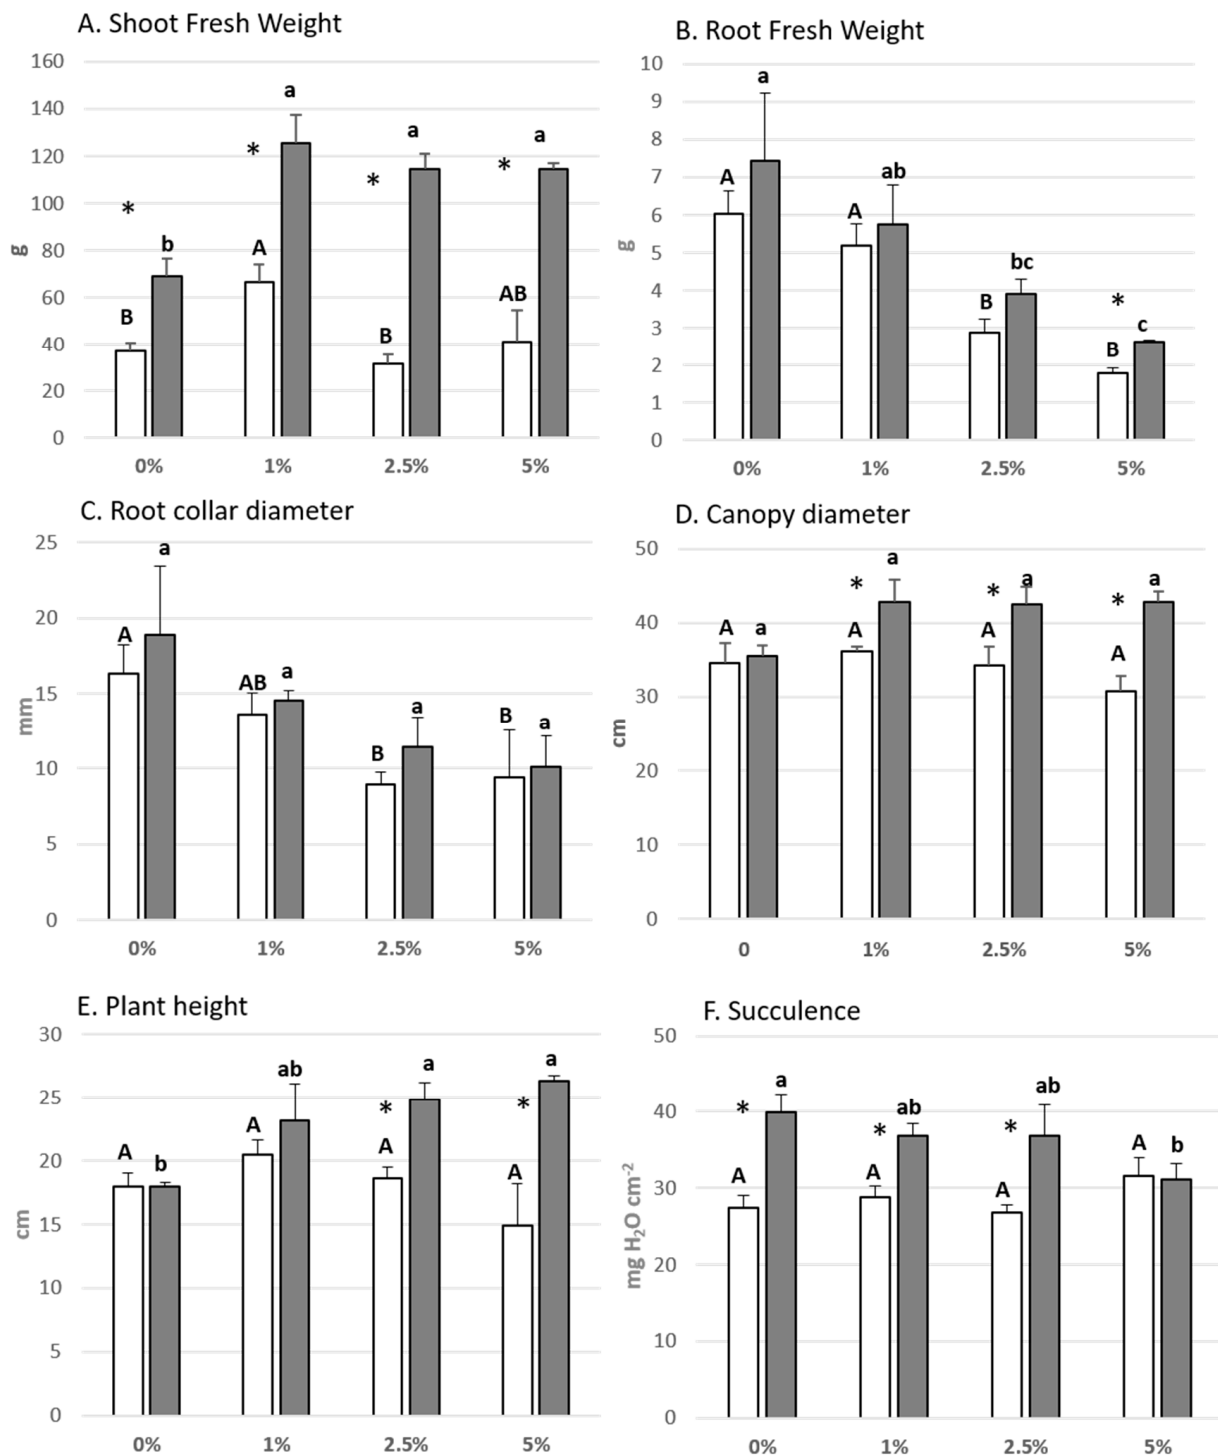 A. Shoot Fresh Weight
160
140
120
100
80
60
40
20
0
g
*
B
b
*
A
a
*
B
a
*
AB
a
0% 1% 2.5% 5%
B. Root Fresh Weight
10
9
8
7
6
5
4
3
2
1
0
g
A
a
A
ab
B
bc
*
B
c
0% 1% 2.5% 5%
C. Root collar diameter
25
20
15
10
5
0
mm
A
a
AB
a
B
a
B
a
0% 1% 2.5% 5%
D. Canopy diameter
50
40
30
20
10
0
cm
A
a
*
A
a
*
A
a
*
A
a
0 1% 2.5% 5%
E. Plant height
30
25
20
15
10
5
0
cm
A
b
A
ab
*
A
a
*
A
a
0% 1% 2.5% 5%
F. Succulence
50
40
30
20
10
0
mg H₂O cm⁻²
*
A
a
*
A
ab
*
A
ab
A
b
0% 1% 2.5% 5%